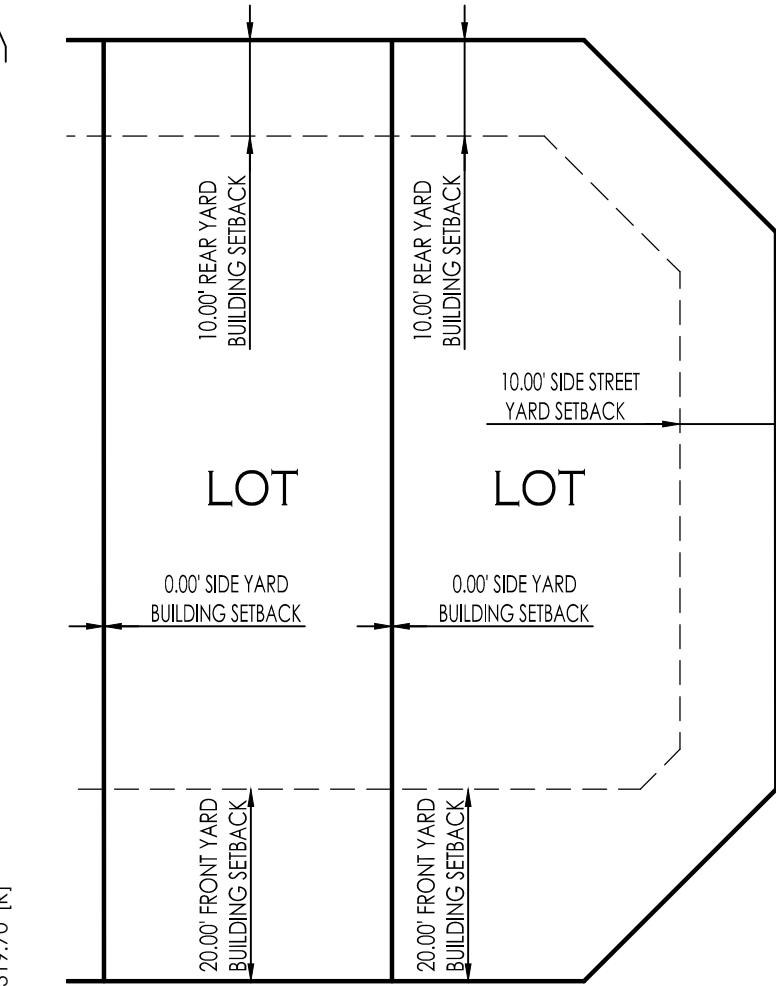 10.00' REAR YARD
BUILDING SETBACK
10.00' REAR YARD
BUILDING SETBACK
10.00' SIDE STREET
YARD SETBACK
LOT
LOT
0.00' SIDE YARD
BUILDING SETBACK
0.00' SIDE YARD
BUILDING SETBACK
20.00' FRONT YARD
BUILDING SETBACK
20.00' FRONT YARD
BUILDING SETBACK